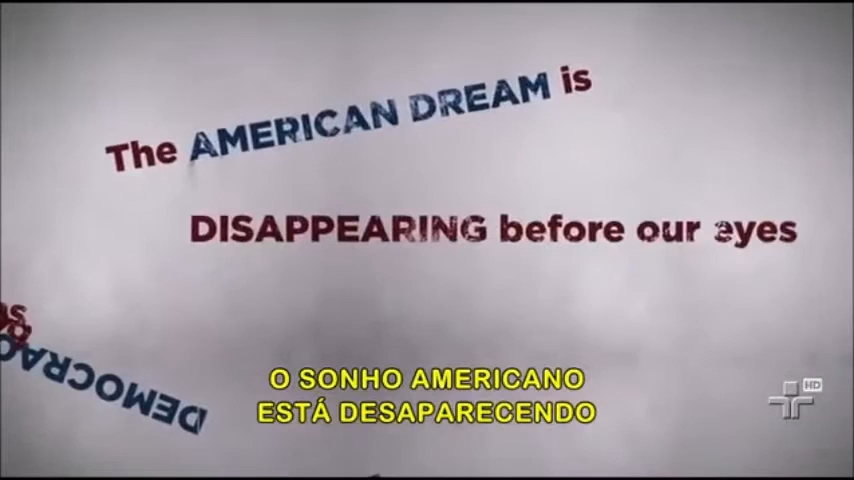 The AMERICAN DREAM is
DISAPPEARING before our eyes
DEMOCRAC
O SONHO AMERICANO
ESTÁ DESAPARECENDO
HD